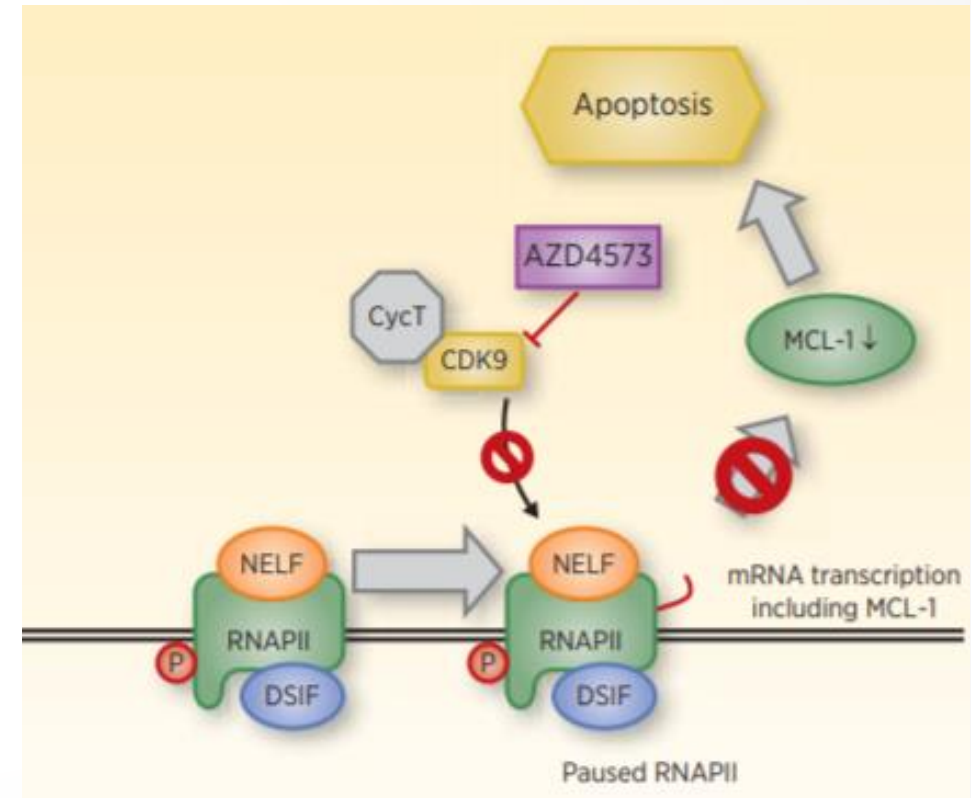 Apoptosis
AZD4573
CycT
CDK9
MCL-1↓
NELF
NELF
mRNA transcription
including MCL-1
RNAPII
RNAPII
P
P
DSIF
DSIF
Paused RNAPII